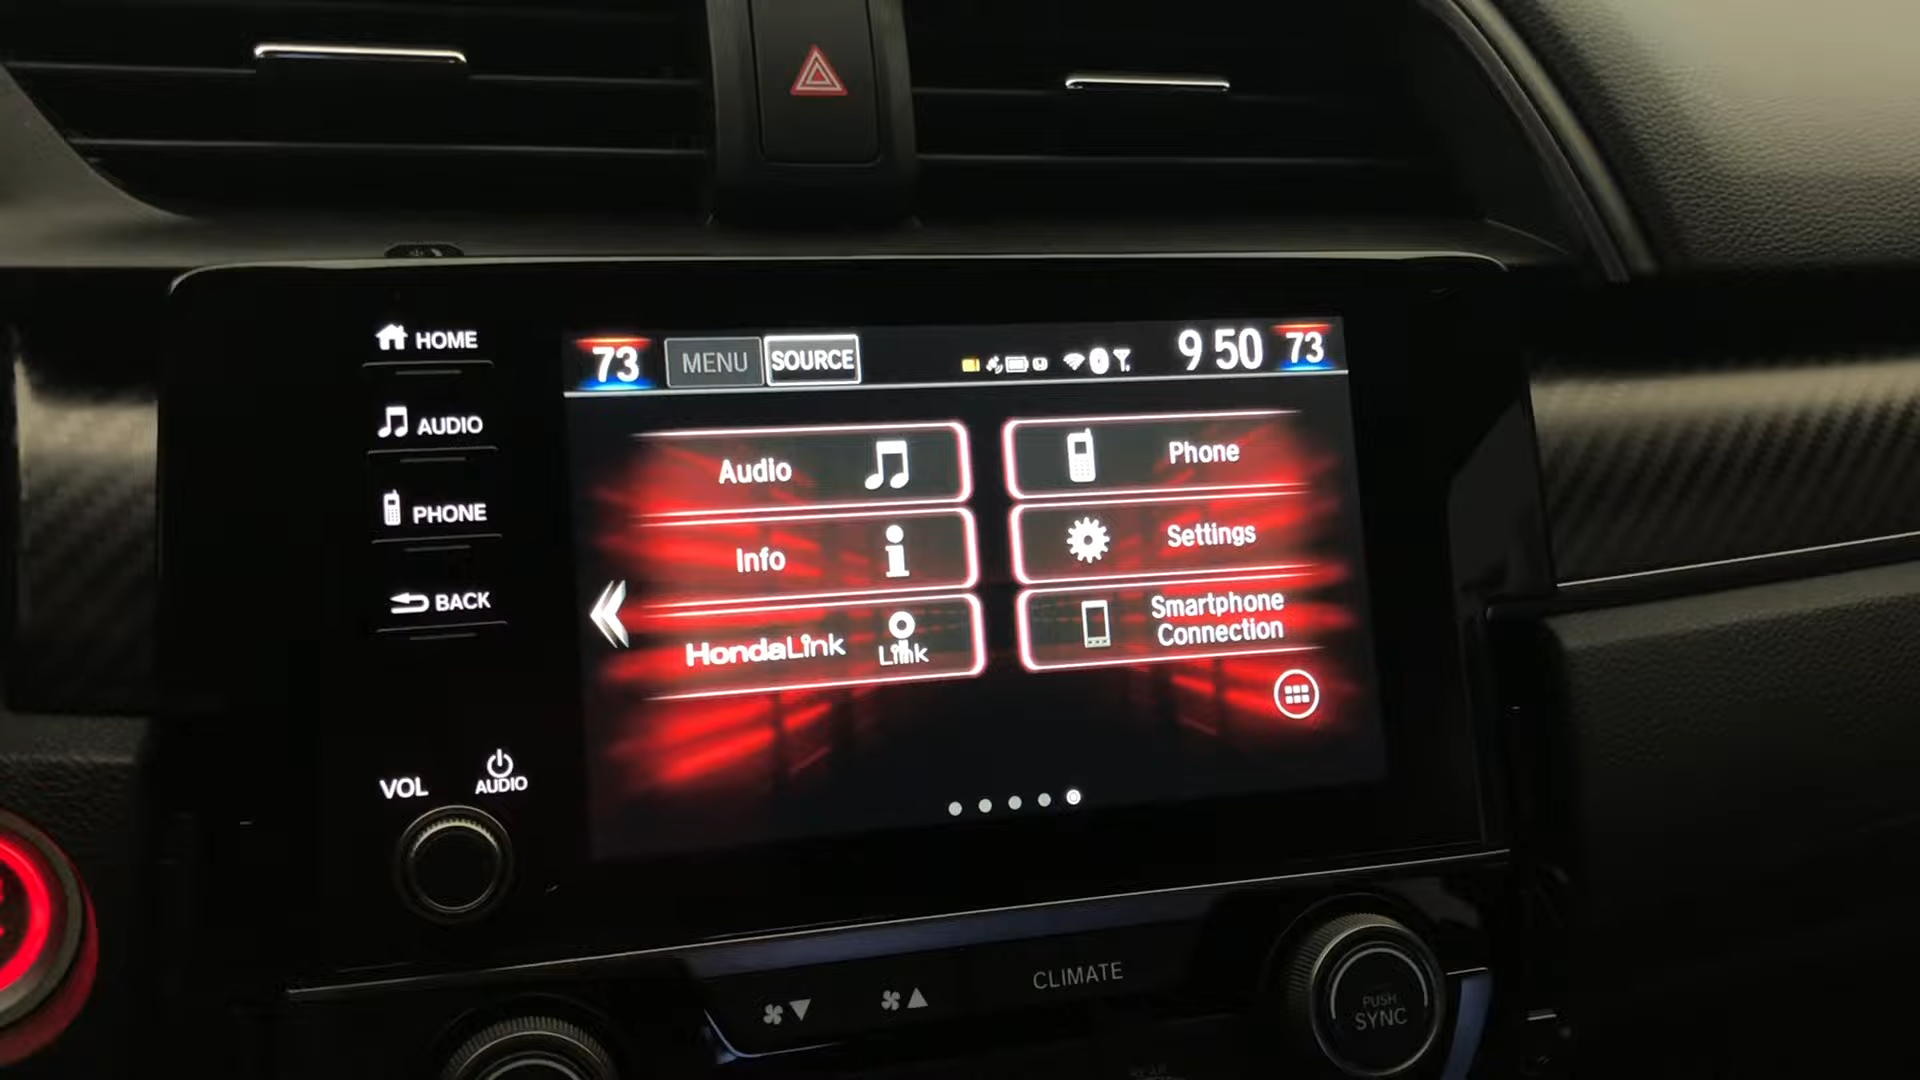 HOME
AUDIO
PHONE
BACK
VOL
AUDIO
73
MENU
SOURCE
9 50
73
Audio
Phone
Info
Settings
HondaLink
Link
Smartphone
Connection
CLIMATE
PUSH
SYNC